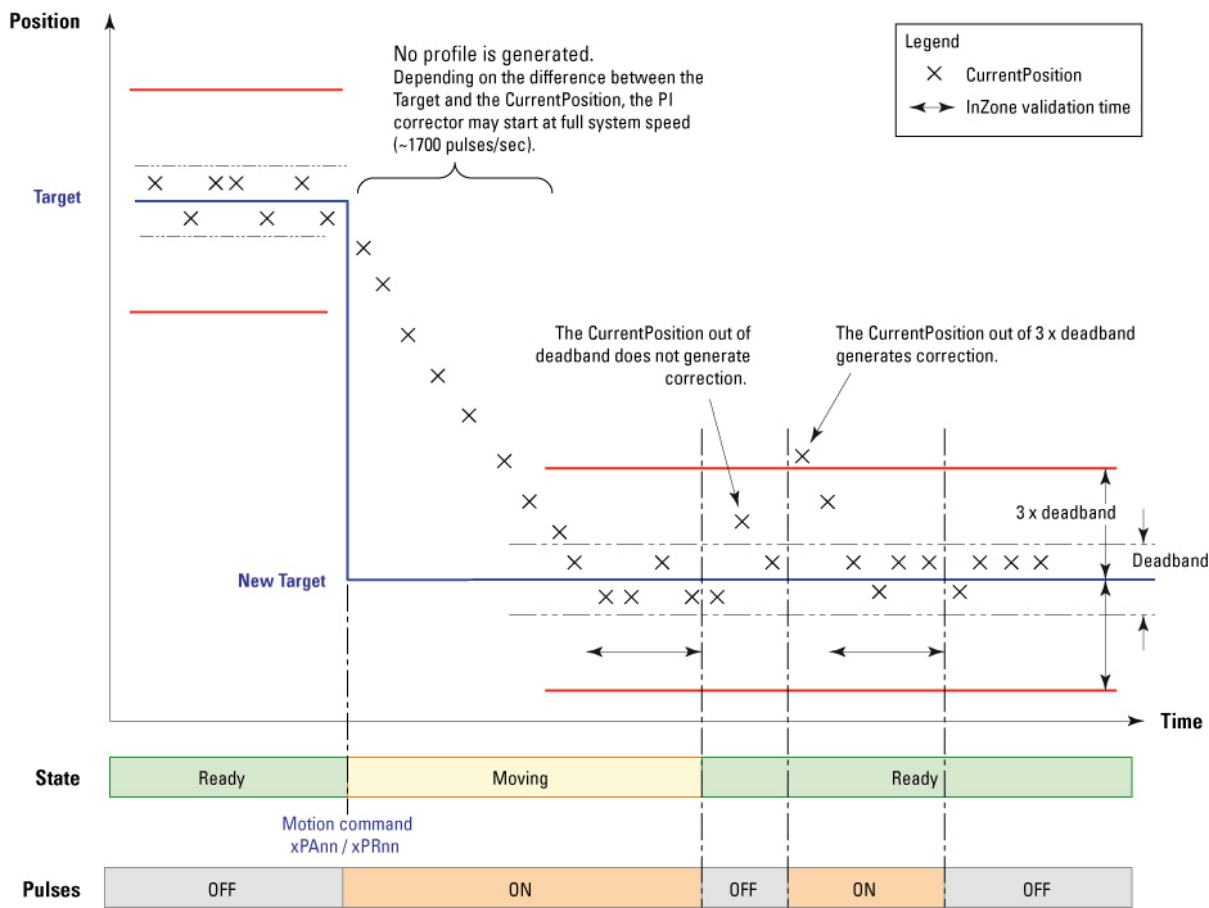 Position
No profile is generated.
Depending on the difference between the
Target and the CurrentPosition, the PI
corrector may start at full system speed
(~1700 pulses/sec).
Legend
CurrentPosition
InZone validation time
Target
The CurrentPosition out of
deadband does not generate
correction.
The CurrentPosition out of 3 x deadband
generates correction.
3 x deadband
Deadband
New Target
Time
State
Ready
Moving
Ready
Motion command
xPAnn / xPRnn
Pulses
OFF
ON
OFF
ON
OFF